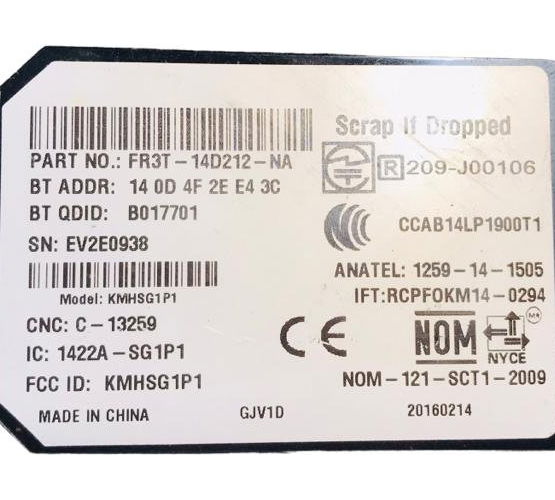 Scrap If Dropped
PART NO.: FR3T-14D212-NA
R 209-J00106
BT ADDR: 14 0D 4F 2E E4 3C
BT QDID: B017701
CCAB14LP1900T1
SN: EV2E0938
ANATEL: 1259-14-1505
Model: KMHSG1P1
IFT:RCPFOKM14-0294
CNC: C-13259
CE
NOM
NYCE
IC: 1422A-SG1P1
FCC ID: KMHSG1P1
NOM-121-SCT1-2009
MADE IN CHINA
GJV1D
20160214